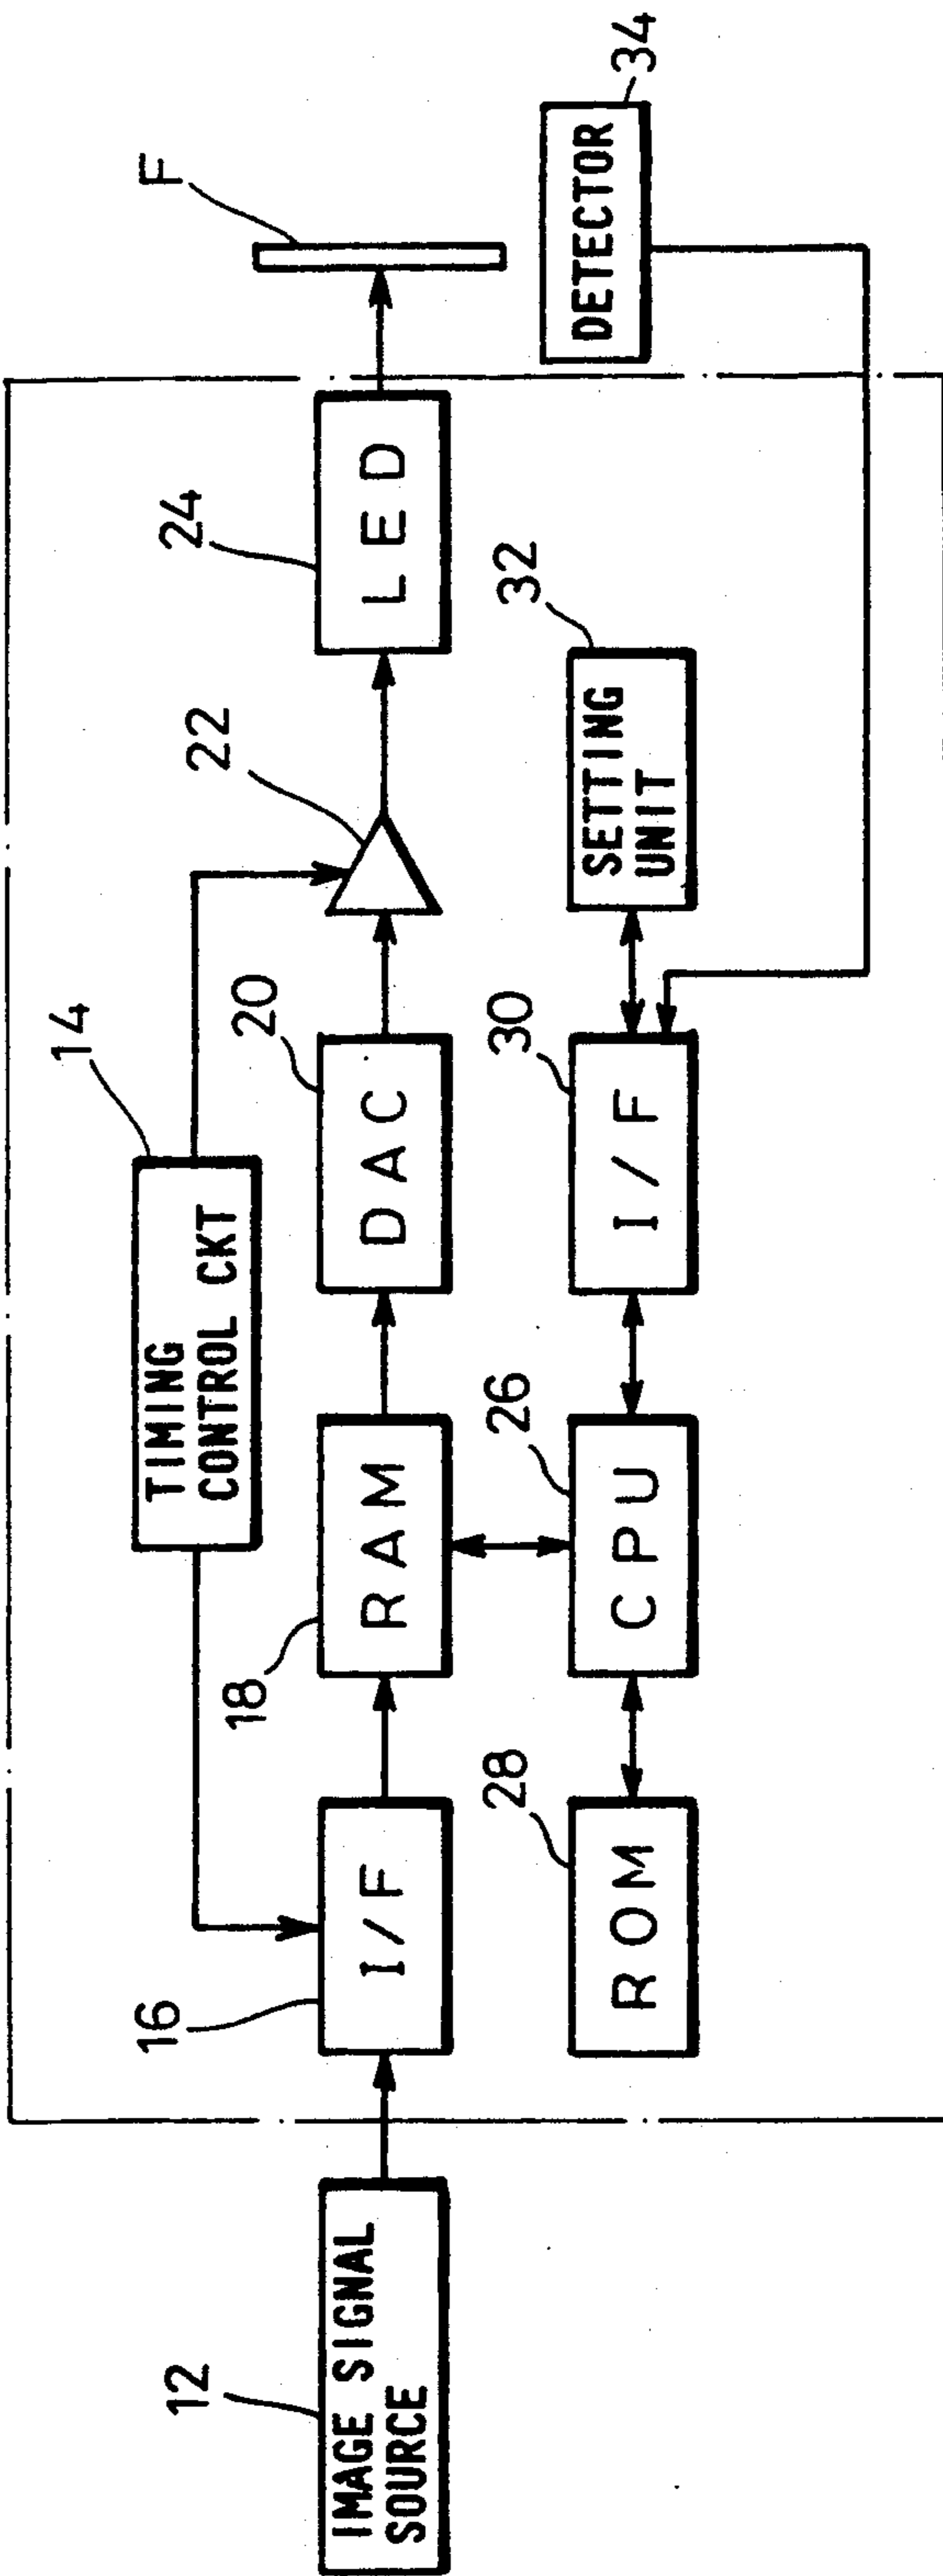 14
TIMING
CONTROL CKT
12
IMAGE SIGNAL
SOURCE
16
I/F
18
RAM
20
DAC
22
24
LED
F
28
ROM
26
CPU
30
I/F
32
SETTING
UNIT
DETECTOR
34